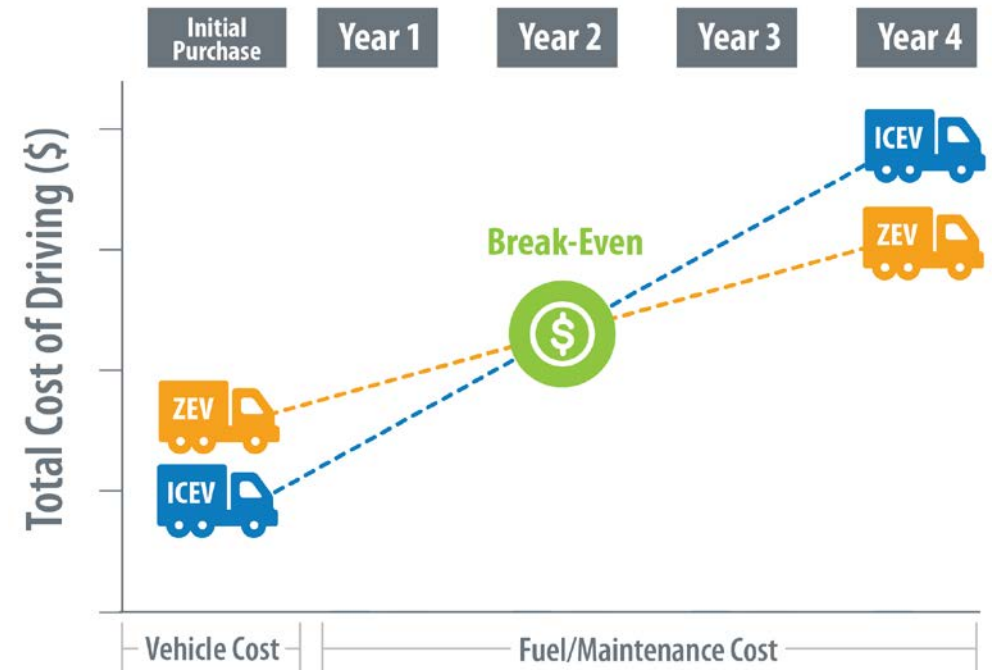 Initial
Purchase
Year 1
Year 2
Year 3
Year 4
Total Cost of Driving ($)
ICEV
ZEV
Break-Even
$
ZEV
ICEV
Vehicle Cost
Fuel/Maintenance Cost